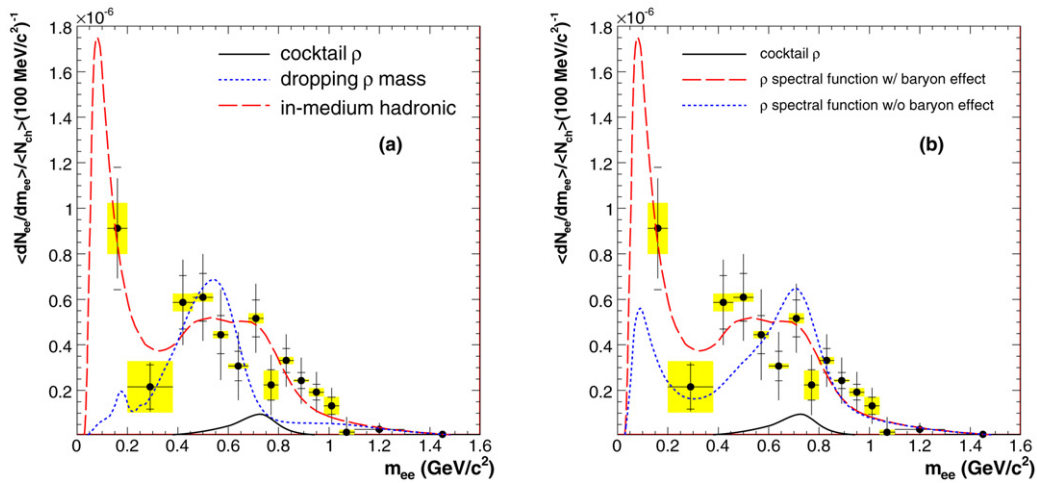 ×10⁻⁶
<dN_ee/dm_ee>/<N_ch>(100 MeV/c²)⁻¹
1.8
1.6
1.4
1.2
1
0.8
0.6
0.4
0.2
cocktail ρ
dropping ρ mass
in-medium hadronic
(a)
0 0.2 0.4 0.6 0.8 1.0 1.2 1.4 1.6
m_ee (GeV/c²)
×10⁻⁶
<dN_ee/dm_ee>/<N_ch>(100 MeV/c²)⁻¹
1.8
1.6
1.4
1.2
1
0.8
0.6
0.4
0.2
cocktail ρ
ρ spectral function w/ baryon effect
ρ spectral function w/o baryon effect
(b)
0 0.2 0.4 0.6 0.8 1.0 1.2 1.4 1.6
m_ee (GeV/c²)